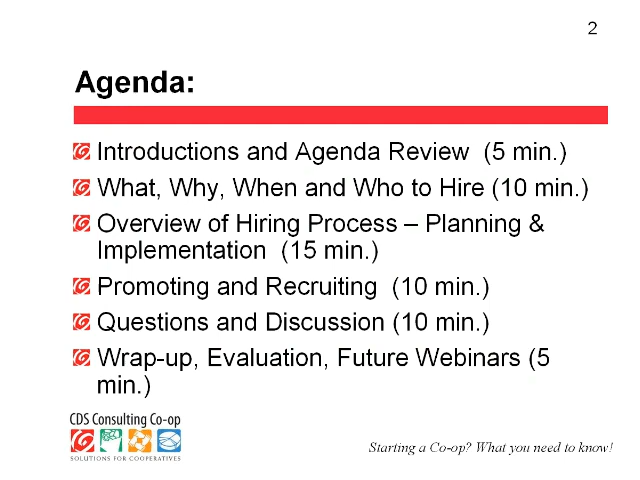 2
Agenda:
Introductions and Agenda Review  (5 min.)
What, Why, When and Who to Hire (10 min.)
Overview of Hiring Process – Planning &
Implementation  (15 min.)
Promoting and Recruiting  (10 min.)
Questions and Discussion (10 min.)
Wrap-up, Evaluation, Future Webinars (5
min.)
CDS Consulting Co-op
SOLUTIONS FOR COOPERATIVES
Starting a Co-op? What you need to know!